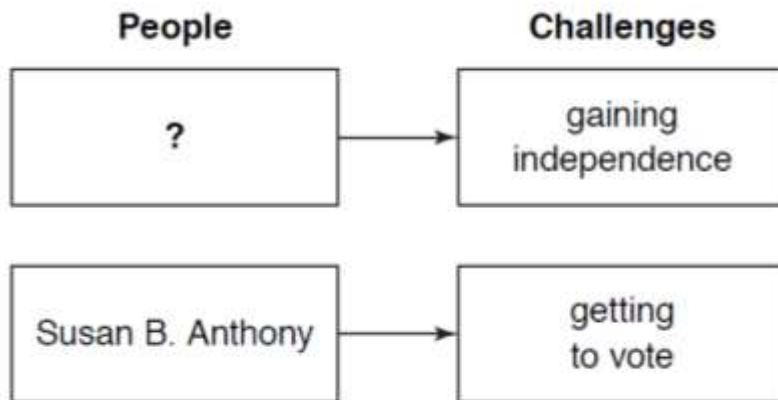 People
Challenges
?
gaining
independence
Susan B. Anthony
getting
to vote